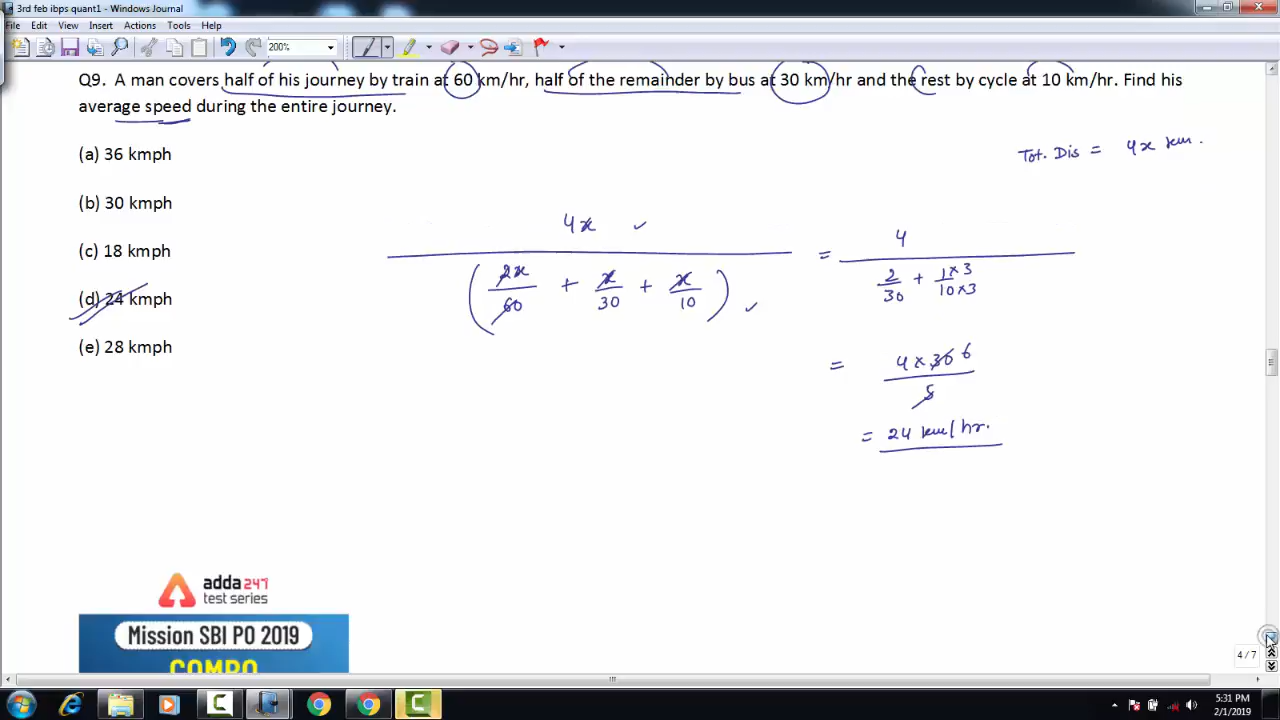 3rd feb ibps quant1 - Windows Journal
File Edit View Insert Actions Tools Help
200%
Q9. A man covers half of his journey by train at 60 km/hr, half of the remainder by bus at 30 km/hr and the rest by cycle at 10 km/hr. Find his
average speed during the entire journey.
(a) 36 kmph
Tot. Dis = 4x km.
(b) 30 kmph
(c) 18 kmph
(d) 24 kmph
(e) 28 kmph
4x
( 2x/60 + x/30 + x/10 )
= 4
2/30 + 1×3/10×3
= 4 × 30 6
5
= 24 km/hr.
adda247
test series
Mission SBI PO 2019
COMBO
4 / 7
5:31 PM
2/1/2019